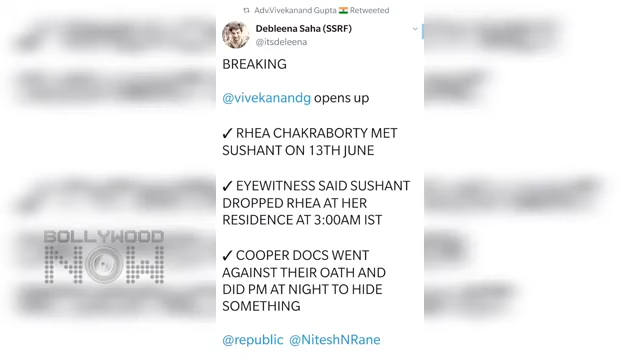 Adv.Vivekanand Gupta 🇮🇳 Retweeted
Debleena Saha (SSRF)
@itsdeleena
BREAKING
@vivekanandg opens up
✓ RHEA CHAKRABORTY MET
SUSHANT ON 13TH JUNE
✓ EYEWITNESS SAID SUSHANT
DROPPED RHEA AT HER
RESIDENCE AT 3:00AM IST
✓ COOPER DOCS WENT
AGAINST THEIR OATH AND
DID PM AT NIGHT TO HIDE
SOMETHING
@republic @NiteshNRane
BOLLYWOOD
NOW